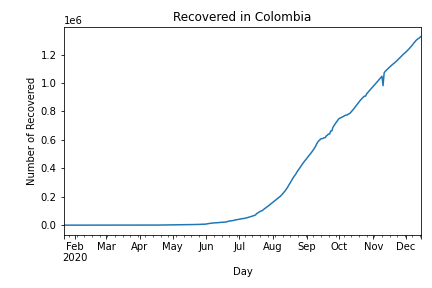 Recovered in Colombia
1e6
Number of Recovered
1.2
1.0
0.8
0.6
0.4
0.2
0.0
Feb Mar Apr May Jun Jul Aug Sep Oct Nov Dec
2020
Day